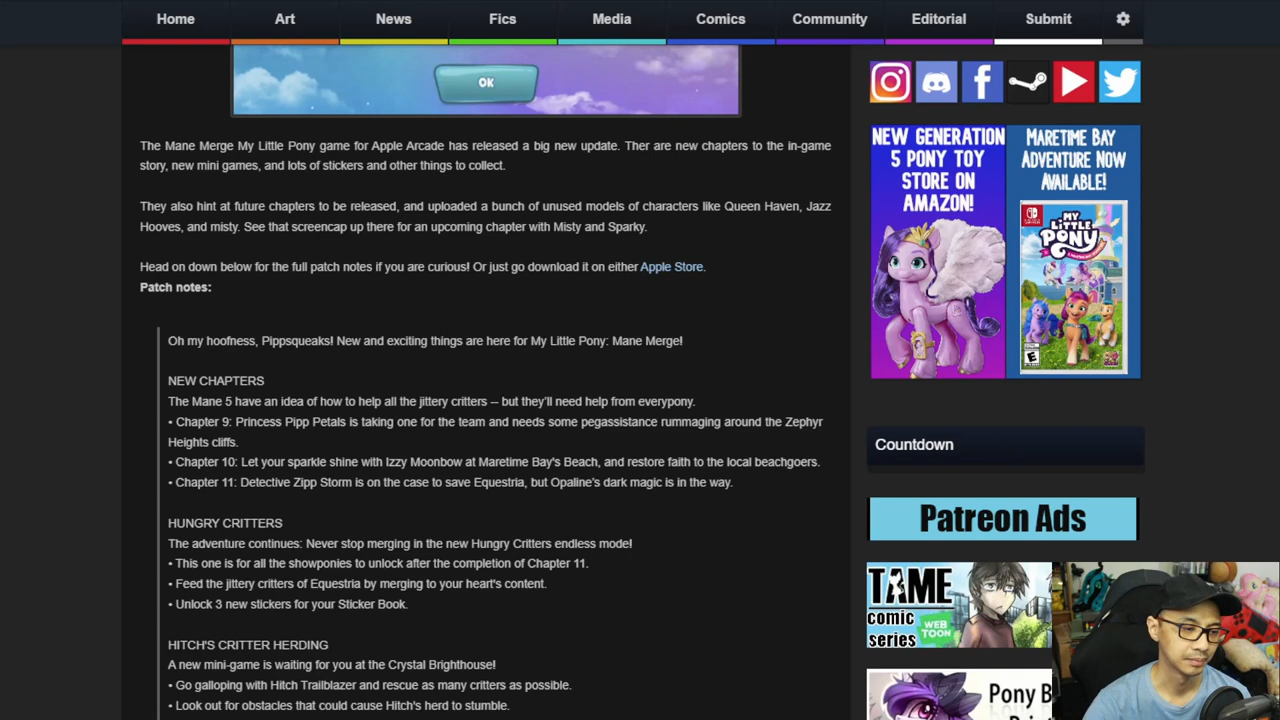 Home Art News Fics Media Comics Community Editorial Submit
OK
The Mane Merge My Little Pony game for Apple Arcade has released a big new update. Ther are new chapters to the in-game
story, new mini games, and lots of stickers and other things to collect.
They also hint at future chapters to be released, and uploaded a bunch of unused models of characters like Queen Haven, Jazz
Hooves, and misty. See that screencap up there for an upcoming chapter with Misty and Sparky.
Head on down below for the full patch notes if you are curious! Or just go download it on either Apple Store.
Patch notes:
Oh my hoofness, Pippsqueaks! New and exciting things are here for My Little Pony: Mane Merge!
NEW CHAPTERS
The Mane 5 have an idea of how to help all the jittery critters – but they'll need help from everypony.
• Chapter 9: Princess Pipp Petals is taking one for the team and needs some pegassistance rummaging around the Zephyr
Heights cliffs.
• Chapter 10: Let your sparkle shine with Izzy Moonbow at Maretime Bay's Beach, and restore faith to the local beachgoers.
• Chapter 11: Detective Zipp Storm is on the case to save Equestria, but Opaline's dark magic is in the way.
HUNGRY CRITTERS
The adventure continues: Never stop merging in the new Hungry Critters endless mode!
• This one is for all the showponies to unlock after the completion of Chapter 11.
• Feed the jittery critters of Equestria by merging to your heart's content.
• Unlock 3 new stickers for your Sticker Book.
HITCH'S CRITTER HERDING
A new mini-game is waiting for you at the Crystal Brighthouse!
• Go galloping with Hitch Trailblazer and rescue as many critters as possible.
• Look out for obstacles that could cause Hitch's herd to stumble.
NEW GENERATION
5 PONY TOY
STORE ON
AMAZON!
MARETIME BAY
ADVENTURE NOW
AVAILABLE!
MY
LITTLE
PONY
E
Countdown
Patreon Ads
TAME
comic
series
WEB
TOON
Pony B